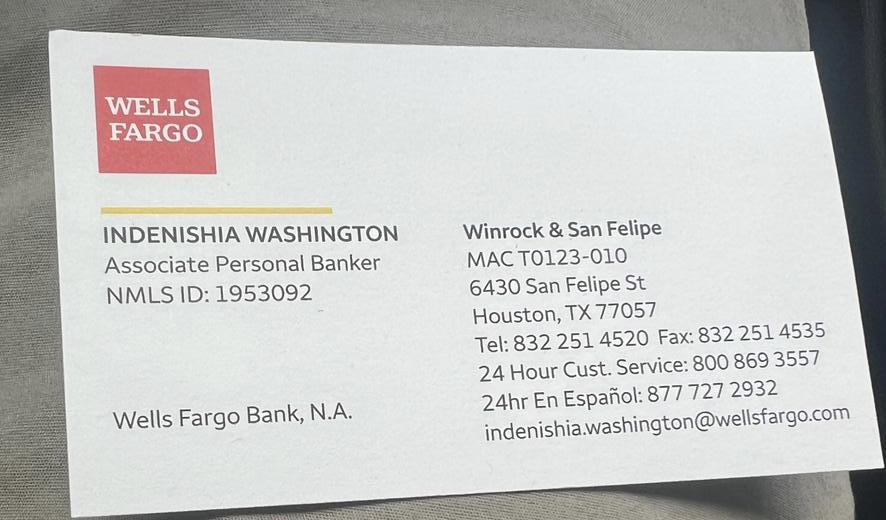 WELLS
FARGO
INDENISHIA WASHINGTON
Associate Personal Banker
NMLS ID: 1953092
Wells Fargo Bank, N.A.
Winrock & San Felipe
MAC T0123-010
6430 San Felipe St
Houston, TX 77057
Tel: 832 251 4520 Fax: 832 251 4535
24 Hour Cust. Service: 800 869 3557
24hr En Español: 877 727 2932
indenishia.washington@wellsfargo.com